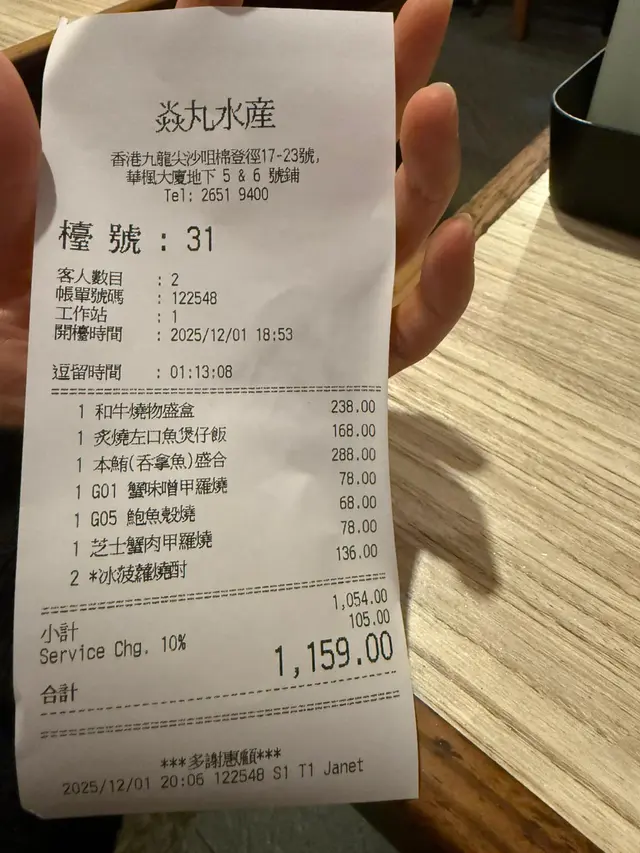 焱丸水産
香港九龍尖沙咀棉登徑17-23號,
華楓大廈地下 5 & 6 號鋪
Tel: 2651 9400
檯號 : 31
客人數目 : 2
帳單號碼 : 122548
工作站 : 1
開檯時間 : 2025/12/01 18:53
逗留時間 : 01:13:08
1 和牛燒物盛盒 238.00
1 炙燒左口魚煲仔飯 168.00
1 本鮪(吞拿魚)盛合 288.00
1 G01 蟹味噌甲羅燒 78.00
1 G05 鮑魚殼燒 68.00
1 芝士蟹肉甲羅燒 78.00
2 *冰菠蘿燒酎 136.00
小計 1,054.00
Service Chg. 10% 105.00
合計 1,159.00
***多謝惠顧***
2025/12/01 20:06 122548 S1 T1 Janet